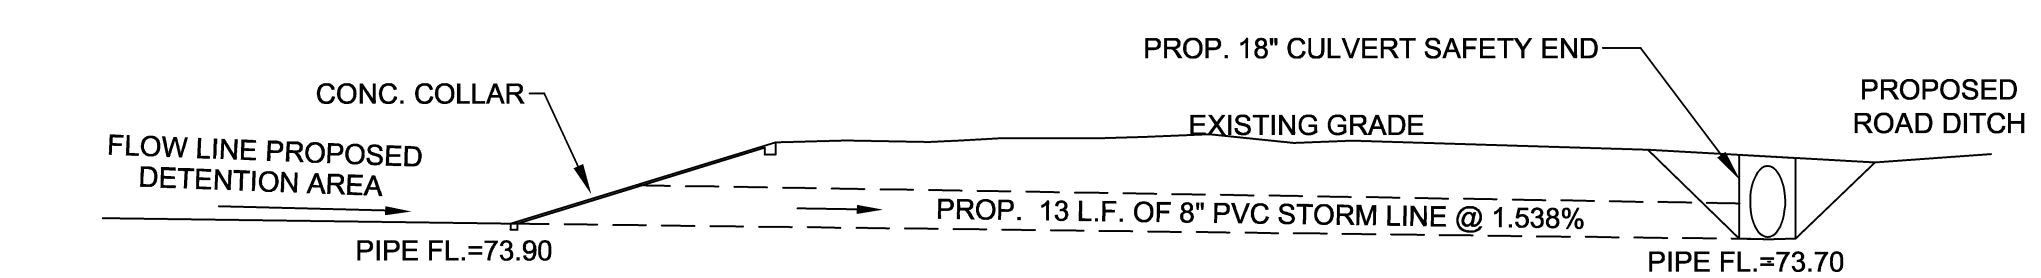 PROP. 18" CULVERT SAFETY END
CONC. COLLAR
PROPOSED
ROAD DITCH
EXISTING GRADE
FLOW LINE PROPOSED
DETENTION AREA
PROP. 13 L.F. OF 8" PVC STORM LINE @ 1.538%
PIPE FL.=73.90
PIPE FL.=73.70